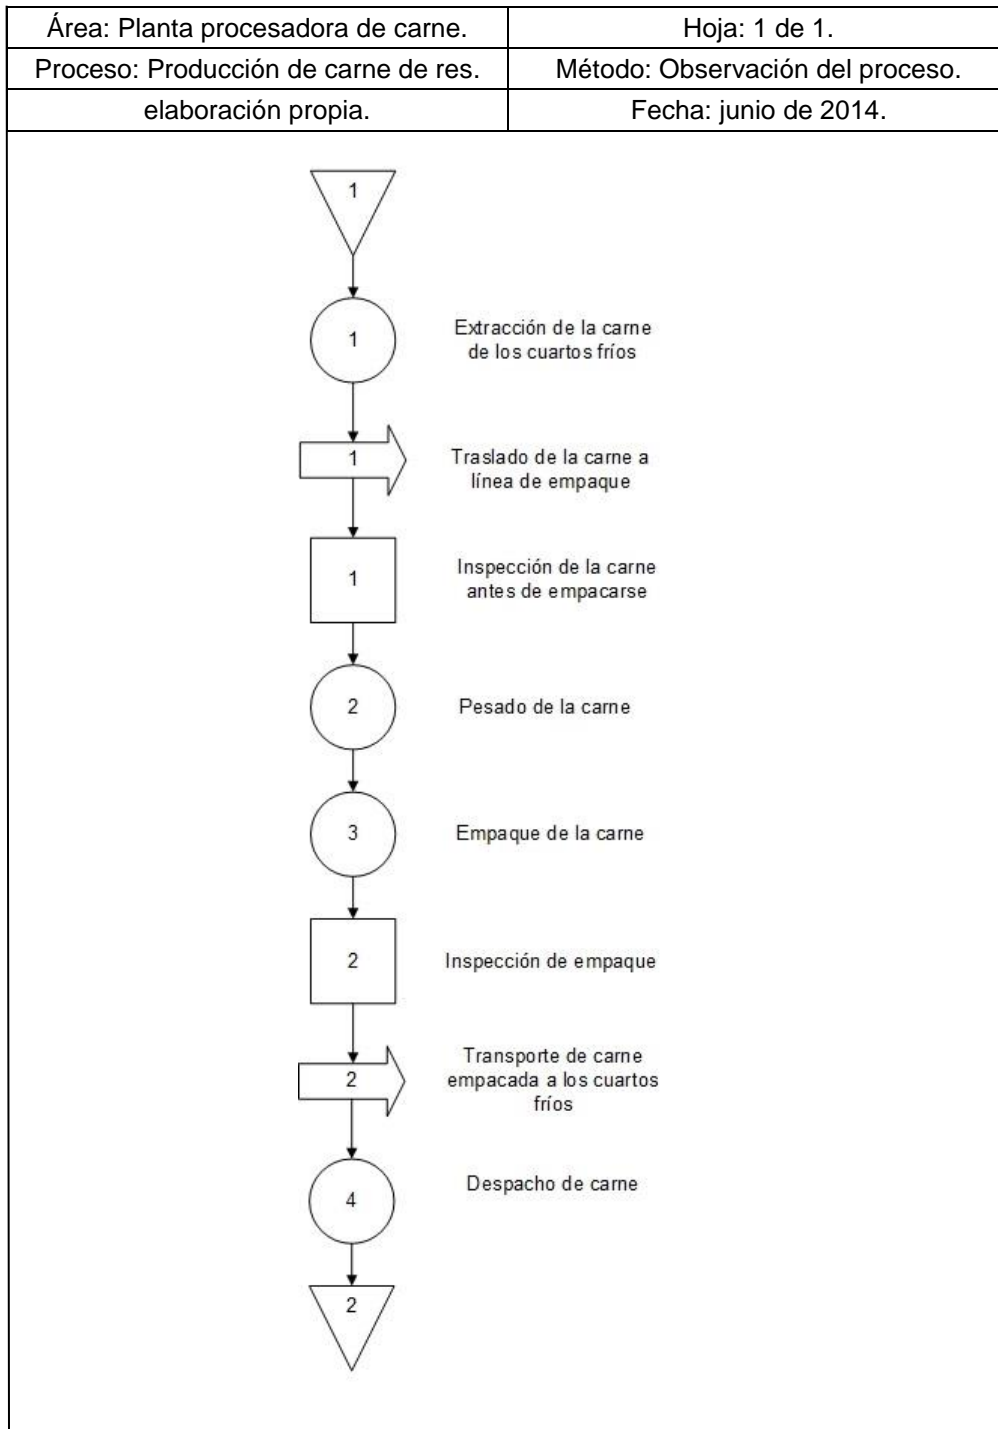 Área: Planta procesadora de carne.
Hoja: 1 de 1.
Proceso: Producción de carne de res.
Método: Observación del proceso.
elaboración propia.
Fecha: junio de 2014.
1
1
Extracción de la carne
de los cuartos fríos
1
Traslado de la carne a
línea de empaque
1
Inspección de la carne
antes de empacarse
2
Pesado de la carne
3
Empaque de la carne
2
Inspección de empaque
2
Transporte de carne
empacada a los cuartos
fríos
4
Despacho de carne
2